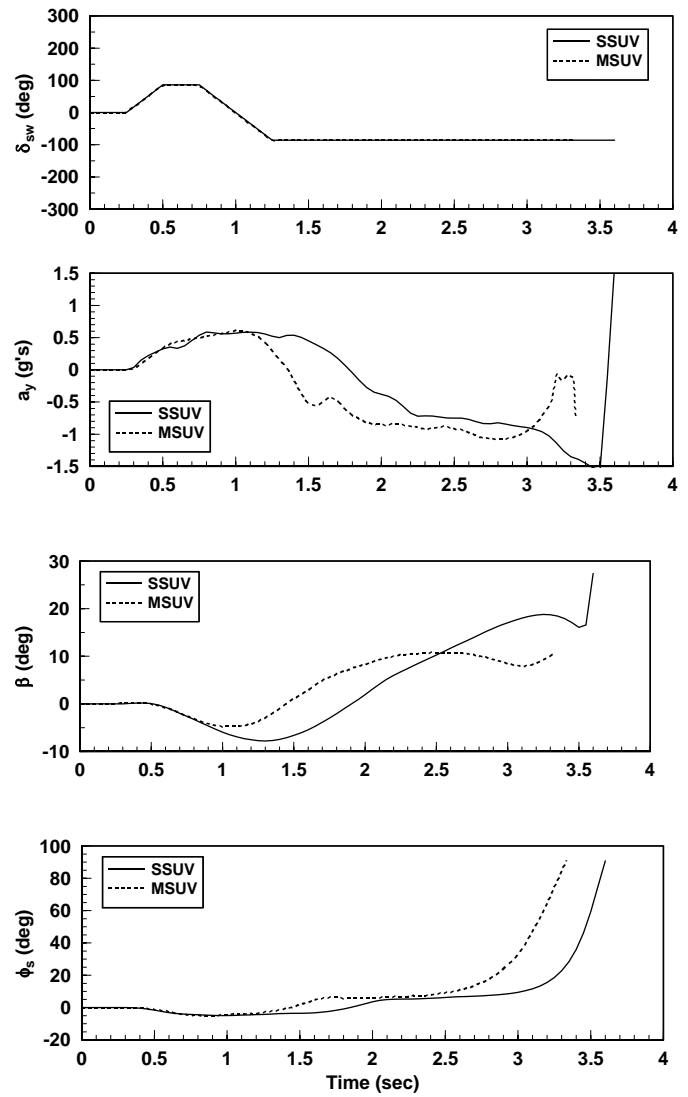 300
200
100
0
-100
-200
-300
δsw (deg)
SSUV
MSUV
0 0.5 1 1.5 2 2.5 3 3.5 4
1.5
1
0.5
0
-0.5
-1
-1.5
ay (g's)
SSUV
MSUV
0 0.5 1 1.5 2 2.5 3 3.5 4
30
20
10
0
-10
β (deg)
SSUV
MSUV
0 0.5 1 1.5 2 2.5 3 3.5 4
100
80
60
40
20
0
-20
ϕs (deg)
SSUV
MSUV
0 0.5 1 1.5 2 2.5 3 3.5 4
Time (sec)